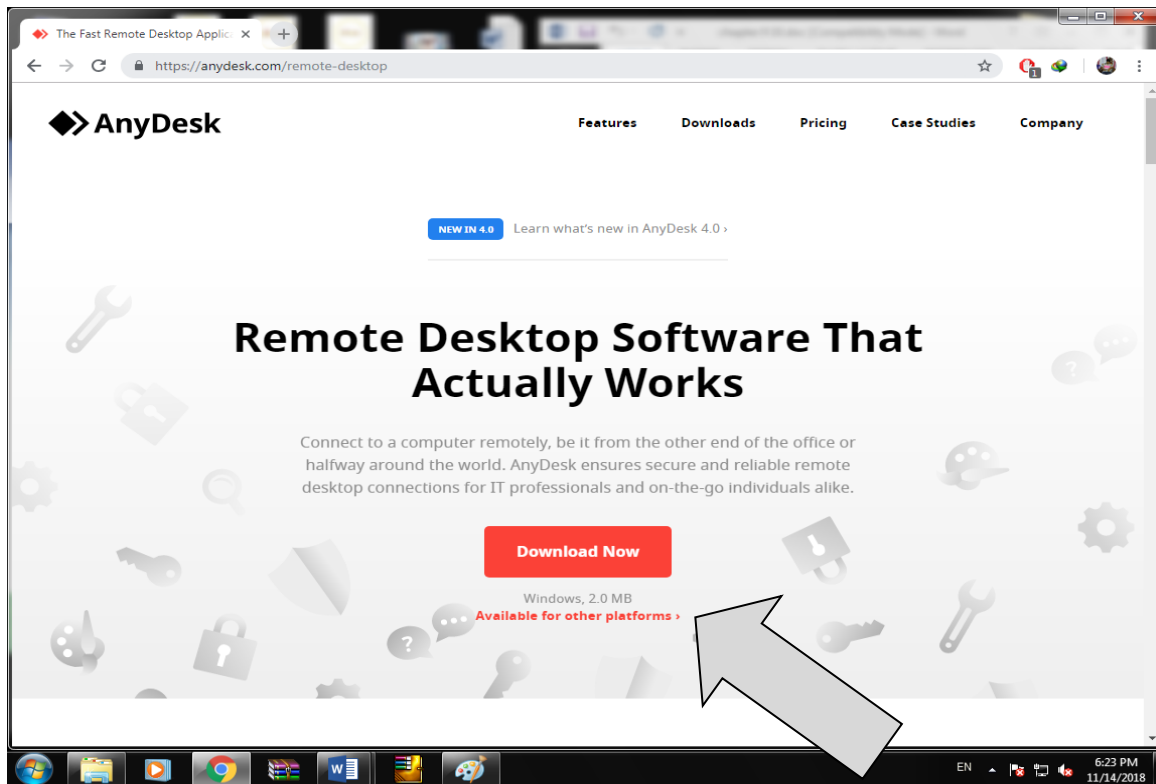 The Fast Remote Desktop Applic
https://anydesk.com/remote-desktop
1
AnyDesk
Features
Downloads
Pricing
Case Studies
Company
NEW IN 4.0
Learn what's new in AnyDesk 4.0 ›
Remote Desktop Software That
Actually Works
Connect to a computer remotely, be it from the other end of the office or
halfway around the world. AnyDesk ensures secure and reliable remote
desktop connections for IT professionals and on-the-go individuals alike.
Download Now
Windows, 2.0 MB
Available for other platforms ›
EN
6:23 PM
11/14/2018